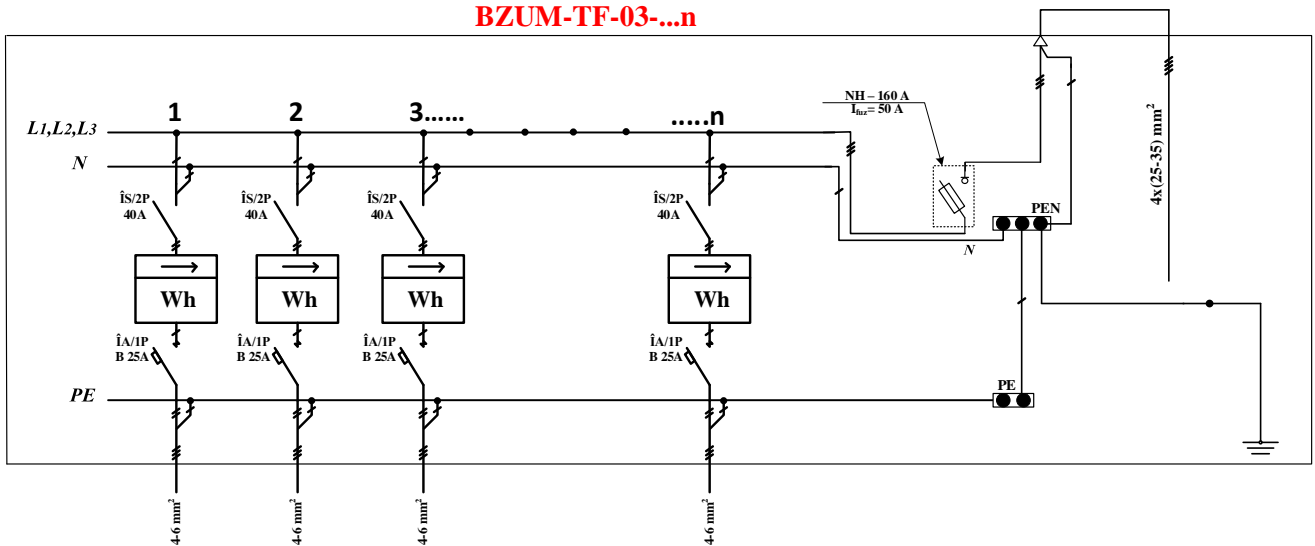 BZUM-TF-03-...n
1
2
3......
.....n
NH – 160 A
Ifuz= 50 A
L1,L2,L3
N
4x(25-35) mm²
ÎS/2P
40A
ÎS/2P
40A
ÎS/2P
40A
ÎS/2P
40A
PEN
N
Wh
Wh
Wh
Wh
ÎA/1P
B 25A
ÎA/1P
B 25A
ÎA/1P
B 25A
ÎA/1P
B 25A
PE
PE
4-6 mm²
4-6 mm²
4-6 mm²
4-6 mm²